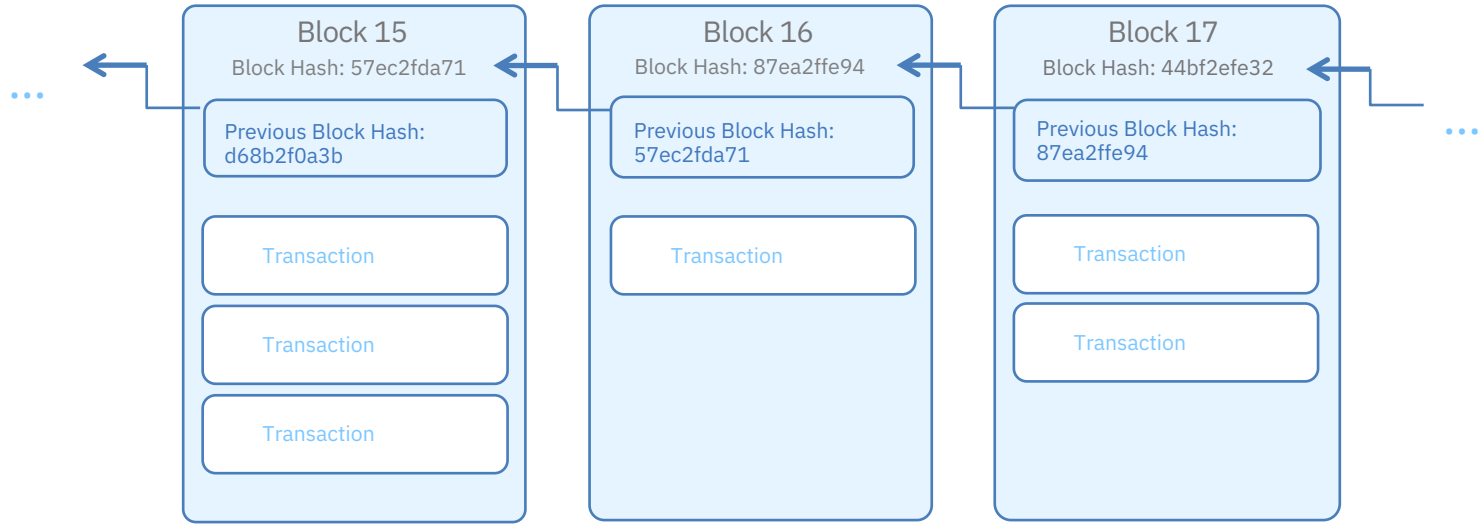 Block 15
Block Hash: 57ec2fda71
Previous Block Hash:
d68b2f0a3b
Transaction
Transaction
Transaction
Block 16
Block Hash: 87ea2ffe94
Previous Block Hash:
57ec2fda71
Transaction
Block 17
Block Hash: 44bf2efe32
Previous Block Hash:
87ea2ffe94
Transaction
Transaction